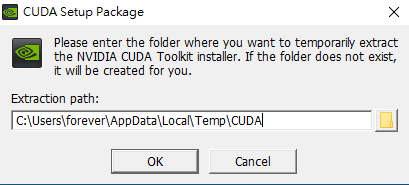 CUDA Setup Package
Please enter the folder where you want to temporarily extract
the NVIDIA CUDA Toolkit installer. If the folder does not exist,
it will be created for you.
Extraction path:
C:\Users\forever\AppData\Local\Temp\CUDA
OK
Cancel